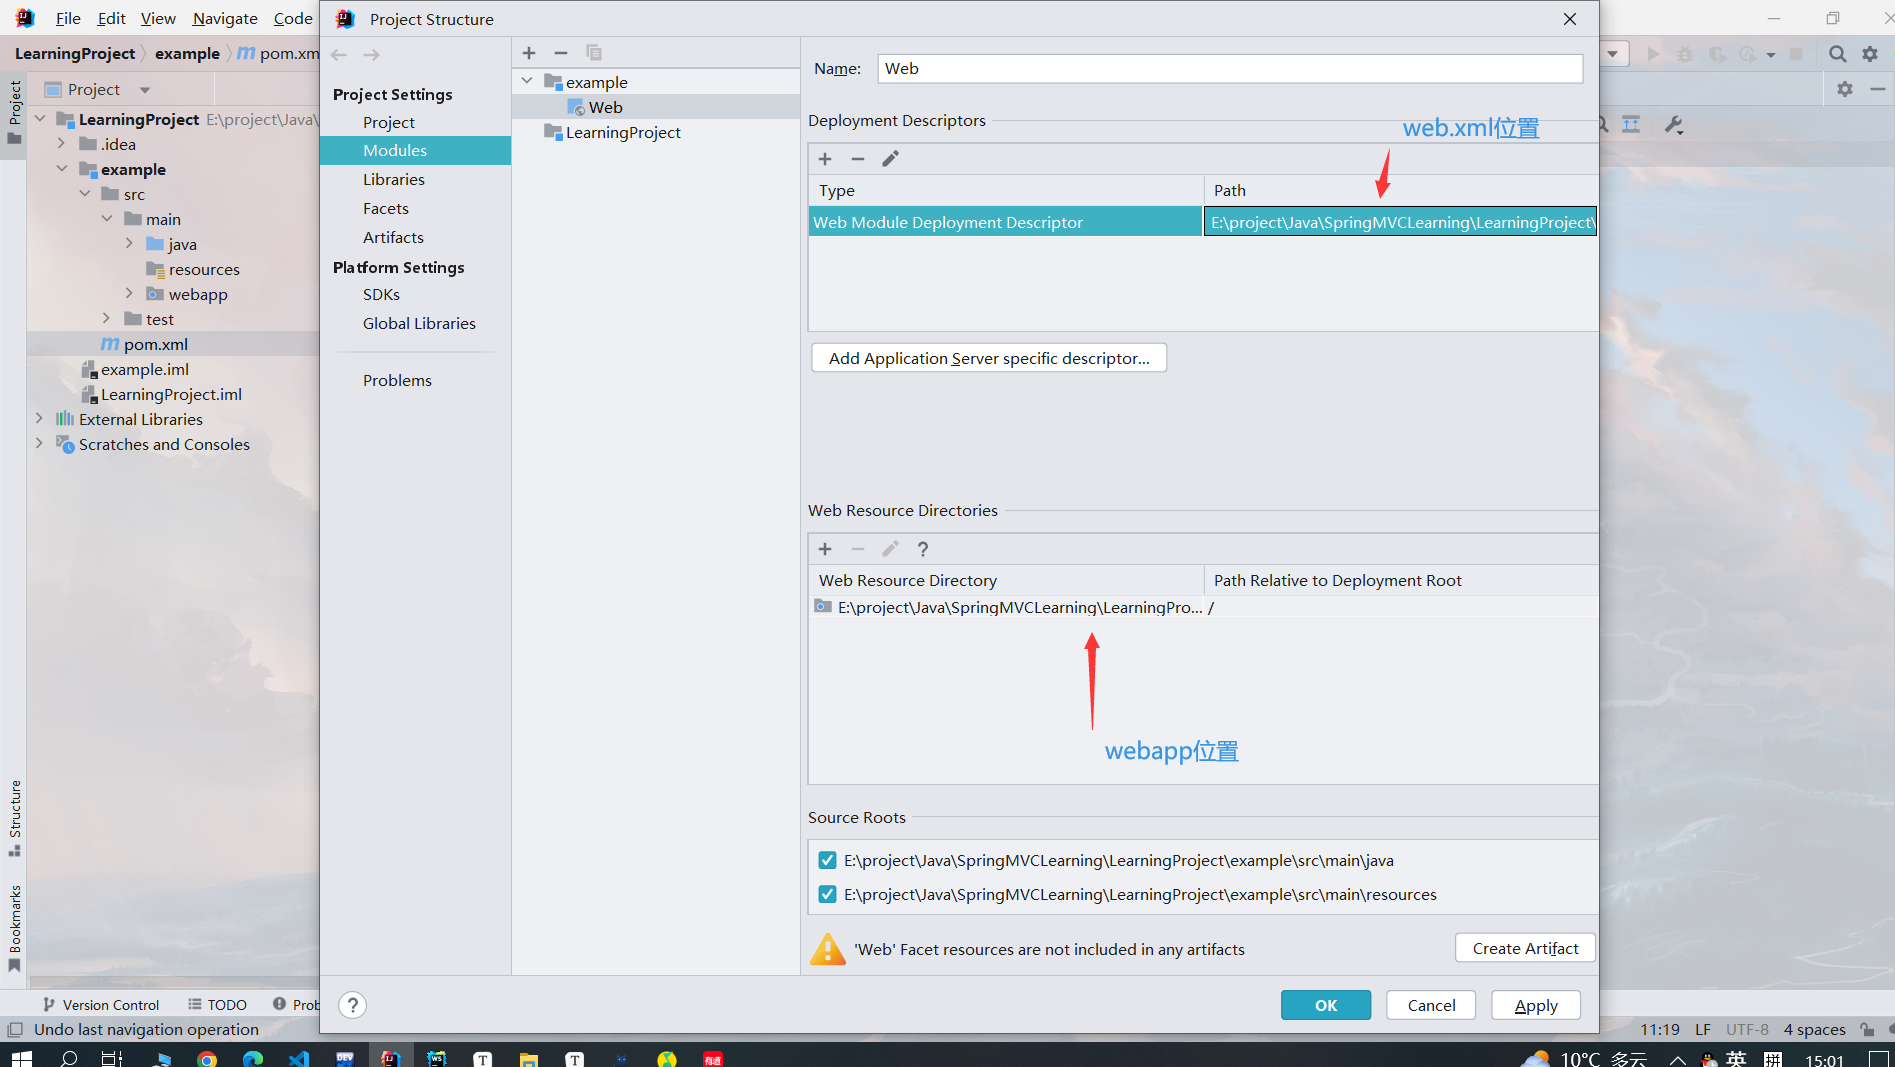 File Edit View Navigate Code
Project Structure
LearningProject example pom.xm
Project
LearningProject E:\project\Java\
.idea
example
src
main
java
resources
webapp
test
pom.xml
example.iml
LearningProject.iml
External Libraries
Scratches and Consoles
Project
Structure
Bookmarks
Project Settings
Project
Modules
Libraries
Facets
Artifacts
Platform Settings
SDKs
Global Libraries
Problems
example
Web
LearningProject
Name: Web
Deployment Descriptors
web.xml位置
Type Path
Web Module Deployment Descriptor E:\project\Java\SpringMVCLearning\LearningProject\
Add Application Server specific descriptor...
Web Resource Directories
?
Web Resource Directory Path Relative to Deployment Root
E:\project\Java\SpringMVCLearning\LearningPro... /
webapp位置
Source Roots
E:\project\Java\SpringMVCLearning\LearningProject\example\src\main\java
E:\project\Java\SpringMVCLearning\LearningProject\example\src\main\resources
'Web' Facet resources are not included in any artifacts Create Artifact
? OK Cancel Apply
Version Control TODO Prob
Undo last navigation operation 11:19 LF UTF-8 4 spaces
DEV IJ WS T T 有道 10°C 多云 英 拼 15:01